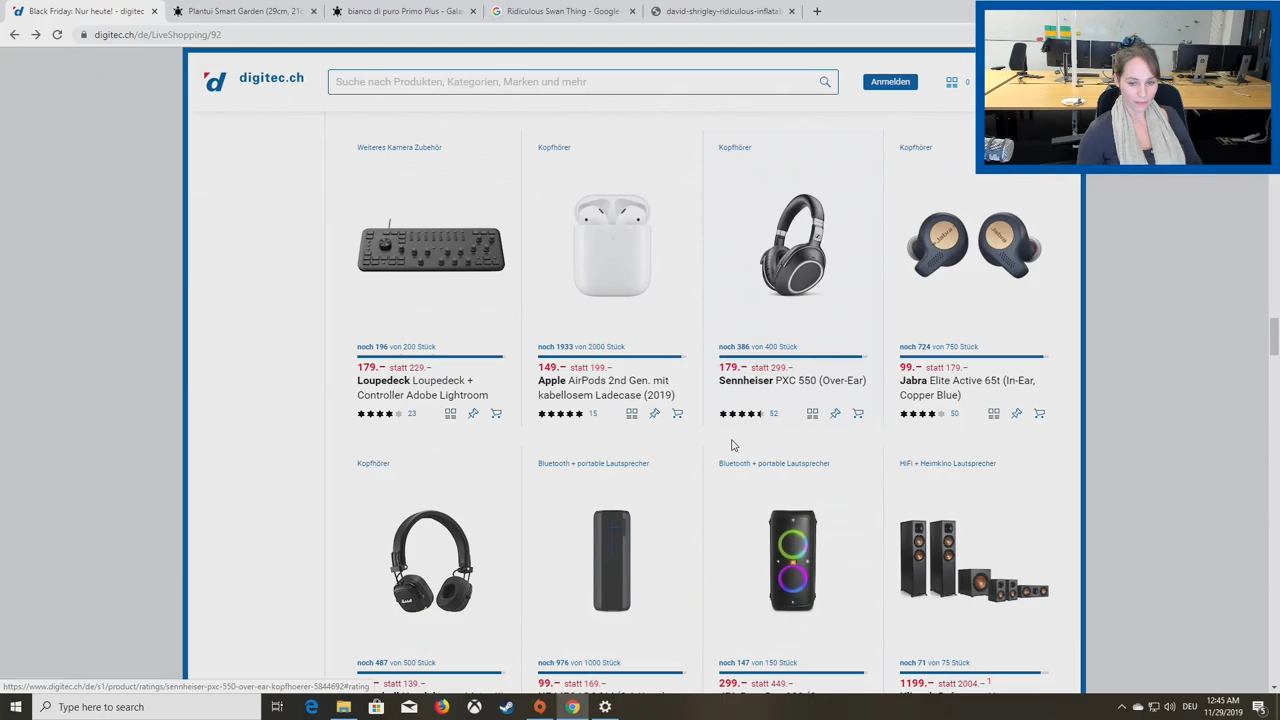 Black Friday: Nur heute! - digitec
Plantui Smart Garden (29cm, 21c
bianco di puro Primo Plus - Gala
Ridiculous Swan Thing - Google-
david-shrigley-ridiculous-inflatab
digitec.ch/de/LiveShopping/92
digitec.ch
Suche nach Produkten, Kategorien, Marken und mehr
Anmelden
0
Weiteres Kamera Zubehör
Kopfhörer
Kopfhörer
Kopfhörer
noch 196 von 200 Stück
noch 1933 von 2000 Stück
noch 386 von 400 Stück
noch 724 von 750 Stück
179.– statt 229.–
149.– statt 199.–
179.– statt 299.–
99.– statt 179.–
Loupedeck Loupedeck +
Controller Adobe Lightroom
Apple AirPods 2nd Gen. mit
kabellosem Ladecase (2019)
Sennheiser PXC 550 (Over-Ear)
Jabra Elite Active 65t (In-Ear,
Copper Blue)
23
15
52
50
Kopfhörer
Bluetooth + portable Lautsprecher
Bluetooth + portable Lautsprecher
HiFi + Heimkino Lautsprecher
noch 487 von 500 Stück
noch 976 von 1000 Stück
noch 147 von 150 Stück
noch 71 von 75 Stück
statt 139.–
99.– statt 169.–
299.– statt 449.–
1199.– statt 2004.– 1
https://www.digitec.ch/de/s1/product/ratings/sennheiser-pxc-550-over-ear-kopfhoerer-5844692#rating
Type here to search
DEU
12:45 AM
11/29/2019